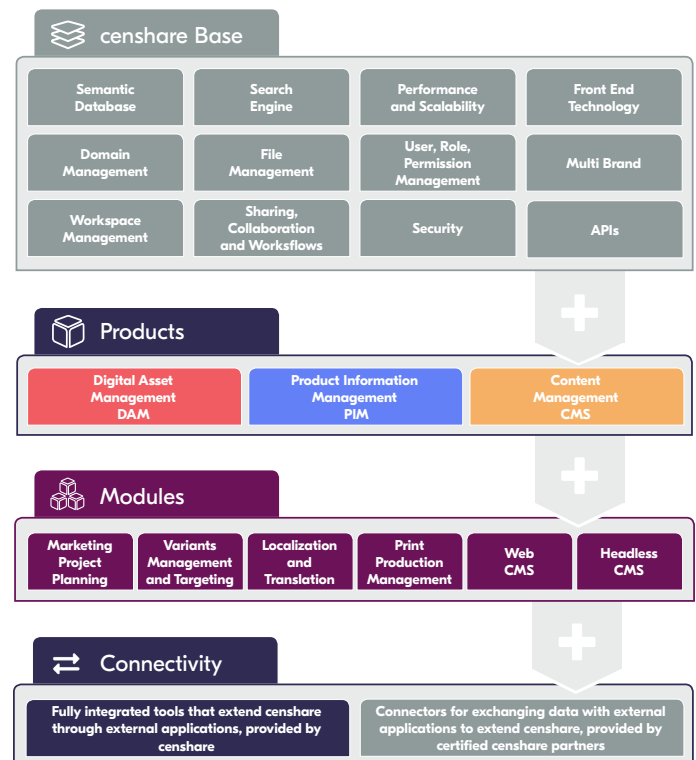 censhare Base
Semantic
Database
Search
Engine
Performance
and Scalability
Front End
Technology
Domain
Management
File
Management
User, Role,
Permission
Management
Multi Brand
Workspace
Management
Sharing,
Collaboration
and Worksflows
Security
APIs
Products
Digital Asset
Management
DAM
Product Information
Management
PIM
Content
Management
CMS
Modules
Marketing
Project
Planning
Variants
Management
and Targeting
Localization
and
Translation
Print
Production
Management
Web
CMS
Headless
CMS
Connectivity
Fully integrated tools that extend censhare
through external applications, provided by
censhare
Connectors for exchanging data with external
applications to extend censhare, provided by
certified censhare partners